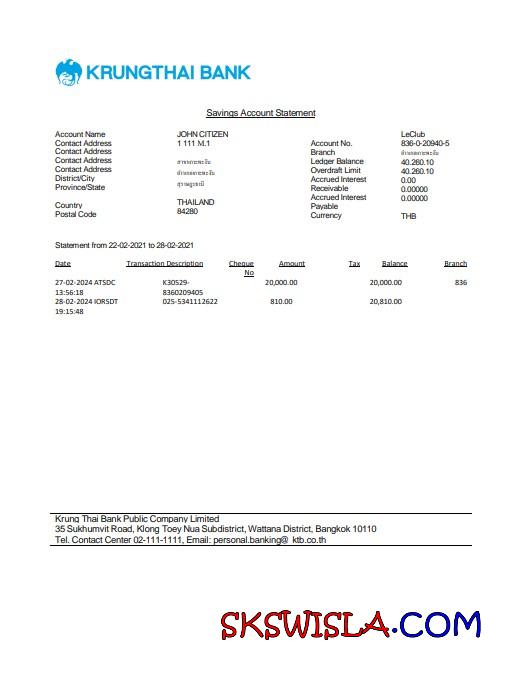 KRUNGTHAI BANK
Savings Account Statement
Account Name JOHN CITIZEN LeClub
Contact Address 1 111 M.1 Account No. 836-0-20940-5
Contact Address Branch
Contact Address Ledger Balance 40.260.10
Contact Address Overdraft Limit 40.260.10
District/City Accrued Interest 0.00
Province/State Receivable 0.00000
Accrued Interest 0.00000
Country THAILAND Payable
Postal Code 84280 Currency THB
Statement from 22-02-2021 to 28-02-2021
Date Transaction Description Cheque No Amount Tax Balance Branch
27-02-2024 ATSDC K30529- 20,000.00 20,000.00 836
13:56:18 8360209405
28-02-2024 IORSDT 025-5341112622 810.00 20,810.00
19:15:48
Krung Thai Bank Public Company Limited
35 Sukhumvit Road, Klong Toey Nua Subdistrict, Wattana District, Bangkok 10110
Tel. Contact Center 02-111-1111, Email: personal.banking@ ktb.co.th
SKSWISLA.COM